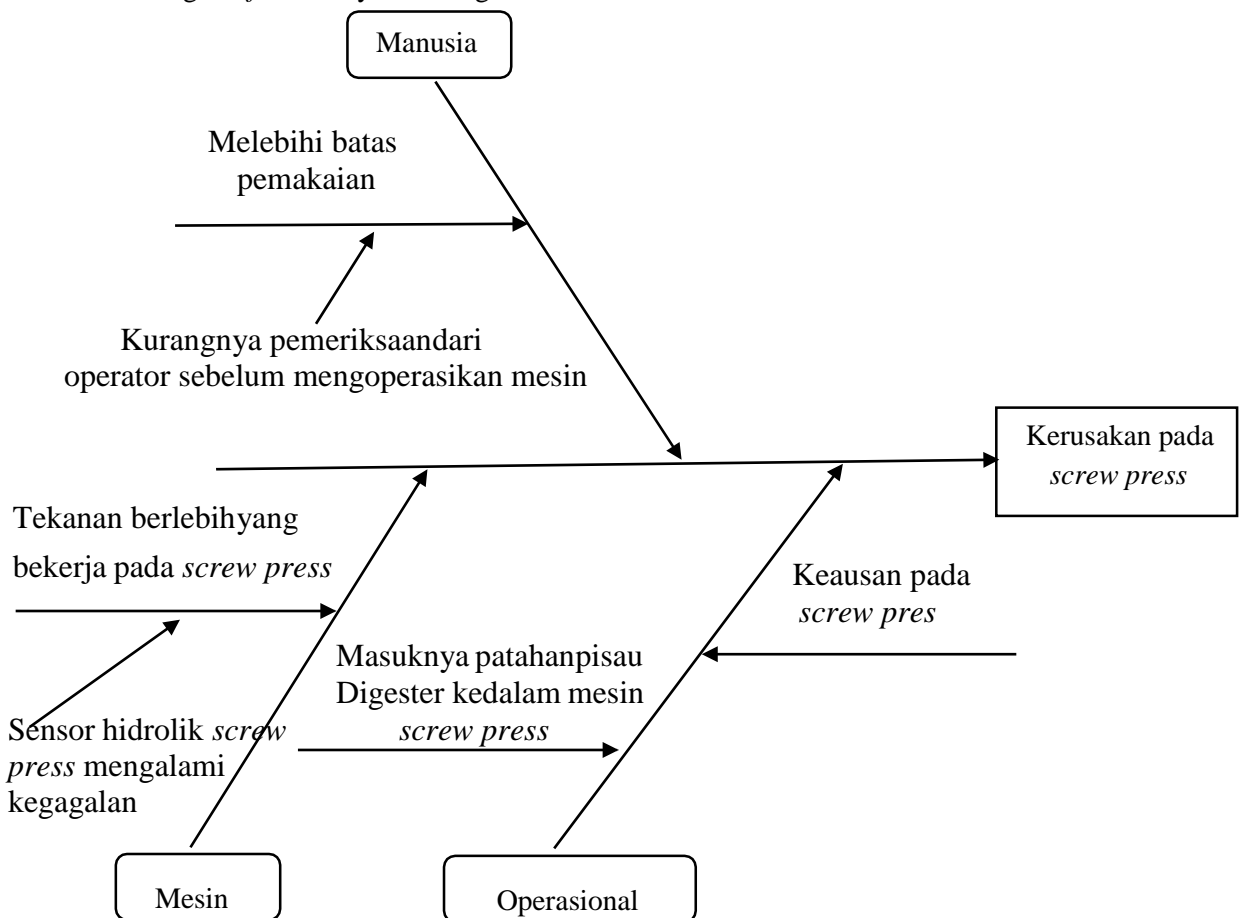 Manusia
Melebihi batas
pemakaian
Kurangnya pemeriksaandari
operator sebelum mengoperasikan mesin
Kerusakan pada
screw press
Tekanan berlebihyang
bekerja pada screw press
Keausan pada
screw pres
Masuknya patahanpisau
Digester kedalam mesin
screw press
Sensor hidrolik screw
press mengalami
kegagalan
Mesin
Operasional